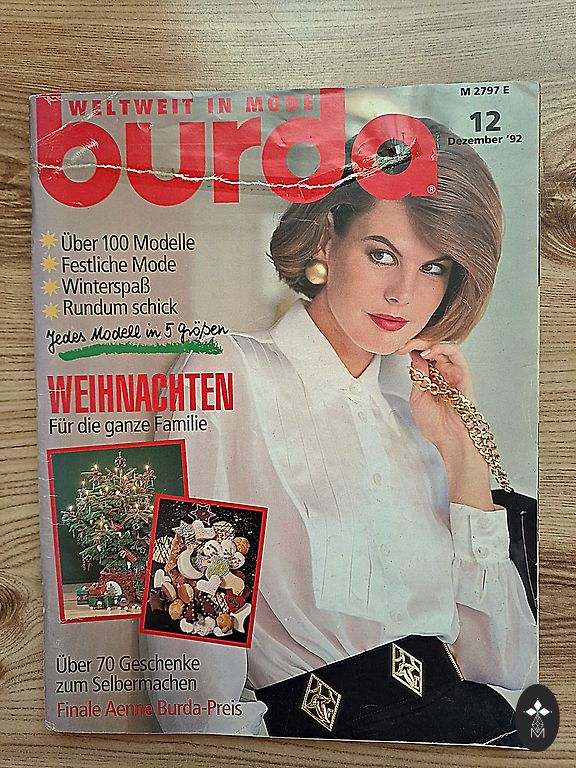 WELTWEIT IN MODE
burda
®
M 2797 E
12
Dezember '92
Über 100 Modelle
Festliche Mode
Winterspaß
Rundum schick
Jedes Modell in 5 größen
WEIHNACHTEN
Für die ganze Familie
Über 70 Geschenke
zum Selbermachen
Finale Aenne Burda-Preis
M